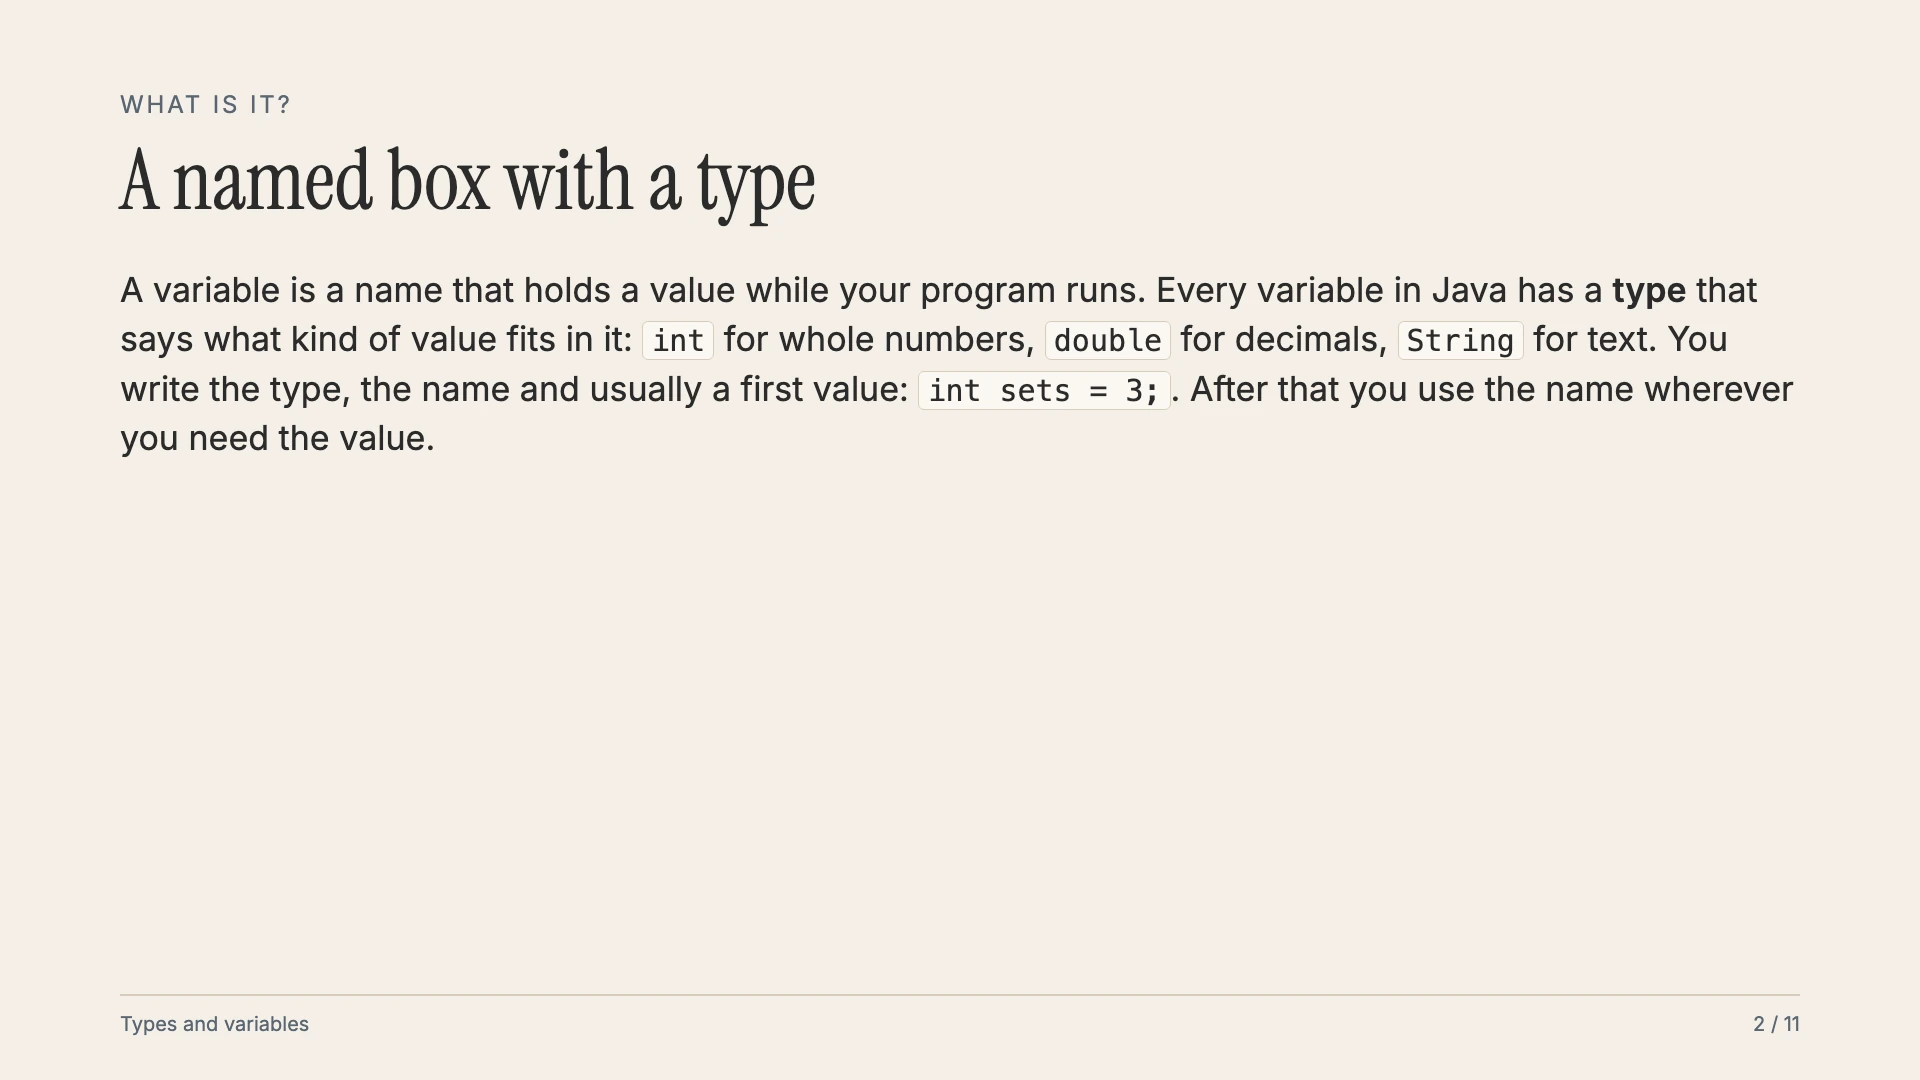 WHAT IS IT?
A named box with a type
A variable is a name that holds a value while your program runs. Every variable in Java has a type that
says what kind of value fits in it: int for whole numbers, double for decimals, String for text. You
write the type, the name and usually a first value: int sets = 3;. After that you use the name wherever
you need the value.
Types and variables
2 / 11